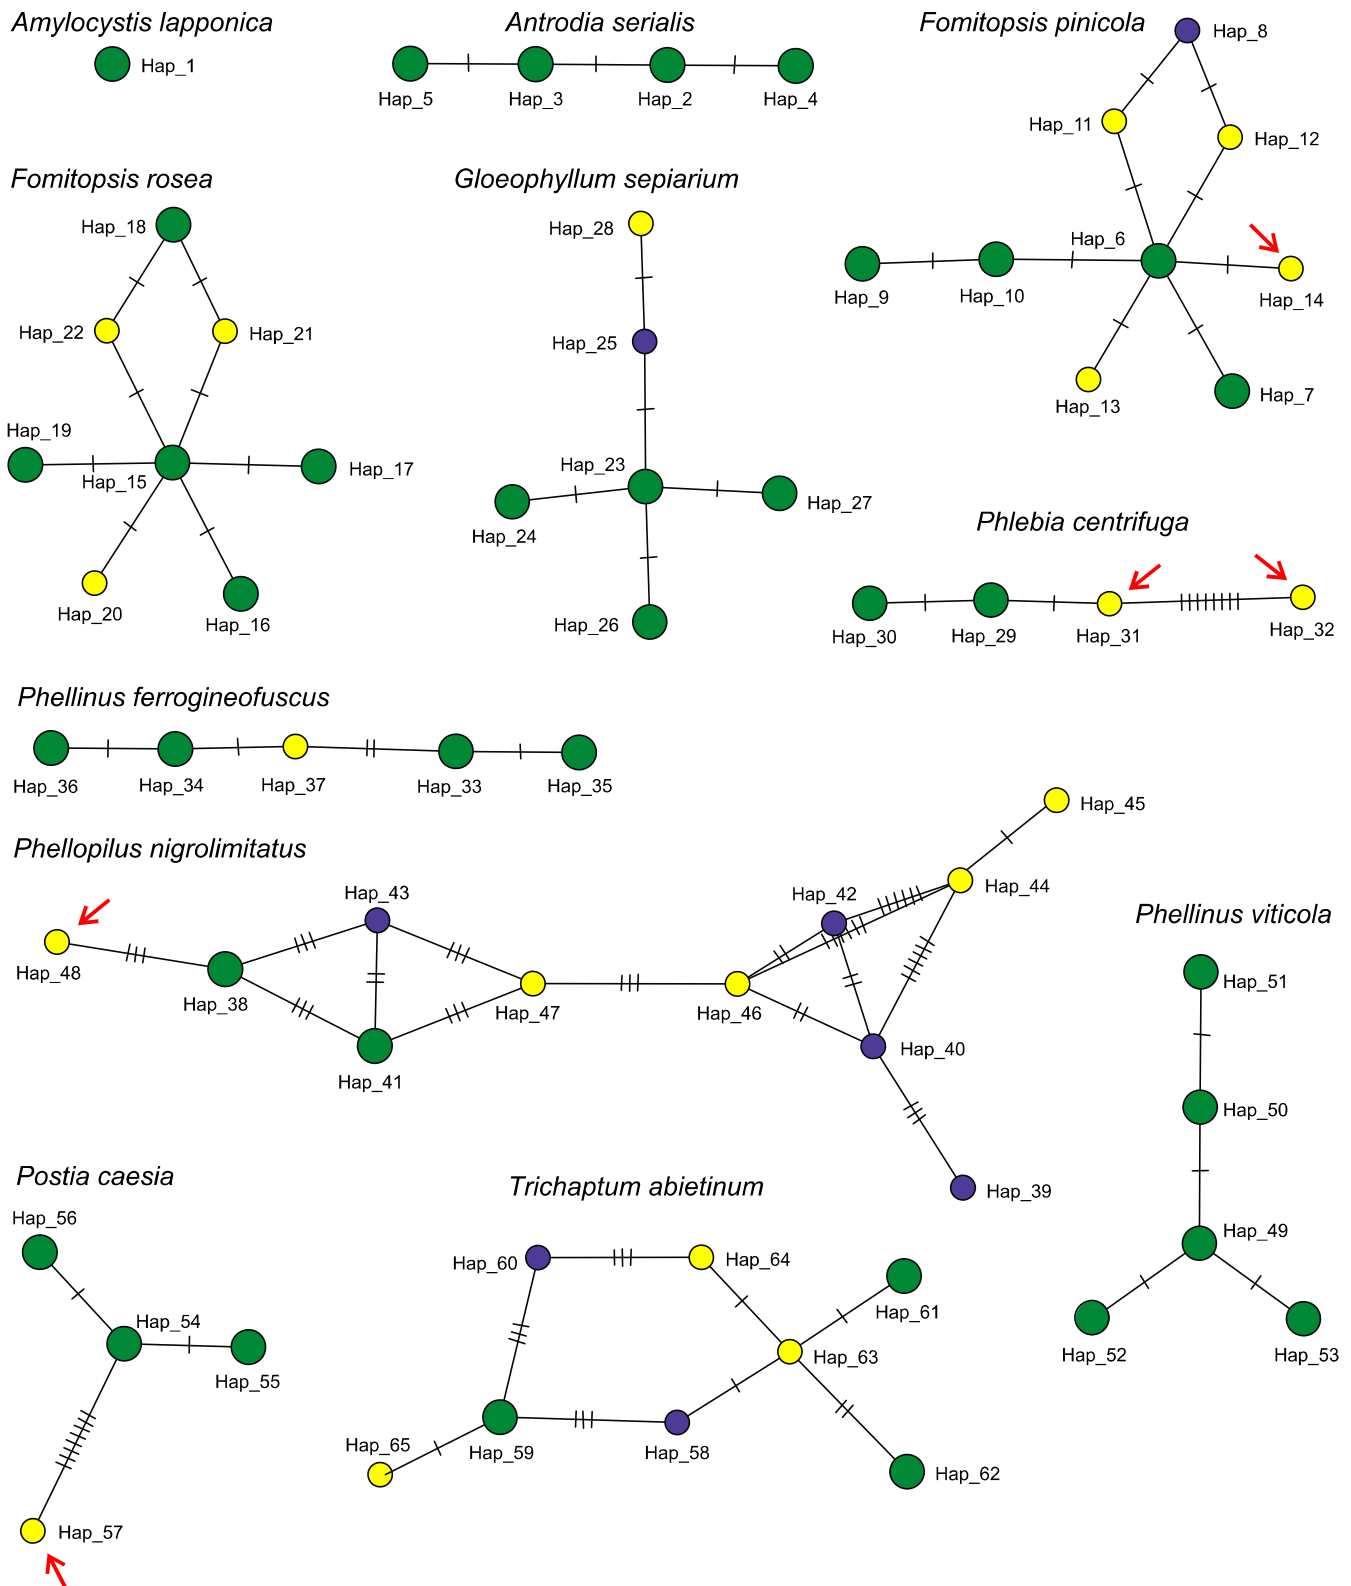 Amylocystis lapponica
Hap_1
Antrodia serialis
Hap_5
Hap_3
Hap_2
Hap_4
Fomitopsis pinicola
Hap_8
Hap_11
Hap_12
Hap_6
Hap_9
Hap_10
Hap_14
Hap_13
Hap_7
Fomitopsis rosea
Hap_18
Hap_22
Hap_21
Hap_19
Hap_15
Hap_17
Hap_20
Hap_16
Gloeophyllum sepiarium
Hap_28
Hap_25
Hap_23
Hap_24
Hap_27
Hap_26
Phlebia centrifuga
Hap_30
Hap_29
Hap_31
Hap_32
Phellinus ferrogineofuscus
Hap_36
Hap_34
Hap_37
Hap_33
Hap_35
Phellopilus nigrolimitatus
Hap_48
Hap_38
Hap_43
Hap_41
Hap_47
Hap_46
Hap_42
Hap_45
Hap_44
Hap_40
Hap_39
Phellinus viticola
Hap_51
Hap_50
Hap_49
Hap_52
Hap_53
Postia caesia
Hap_56
Hap_54
Hap_55
Hap_57
Trichaptum abietinum
Hap_60
Hap_64
Hap_61
Hap_63
Hap_65
Hap_59
Hap_58
Hap_62